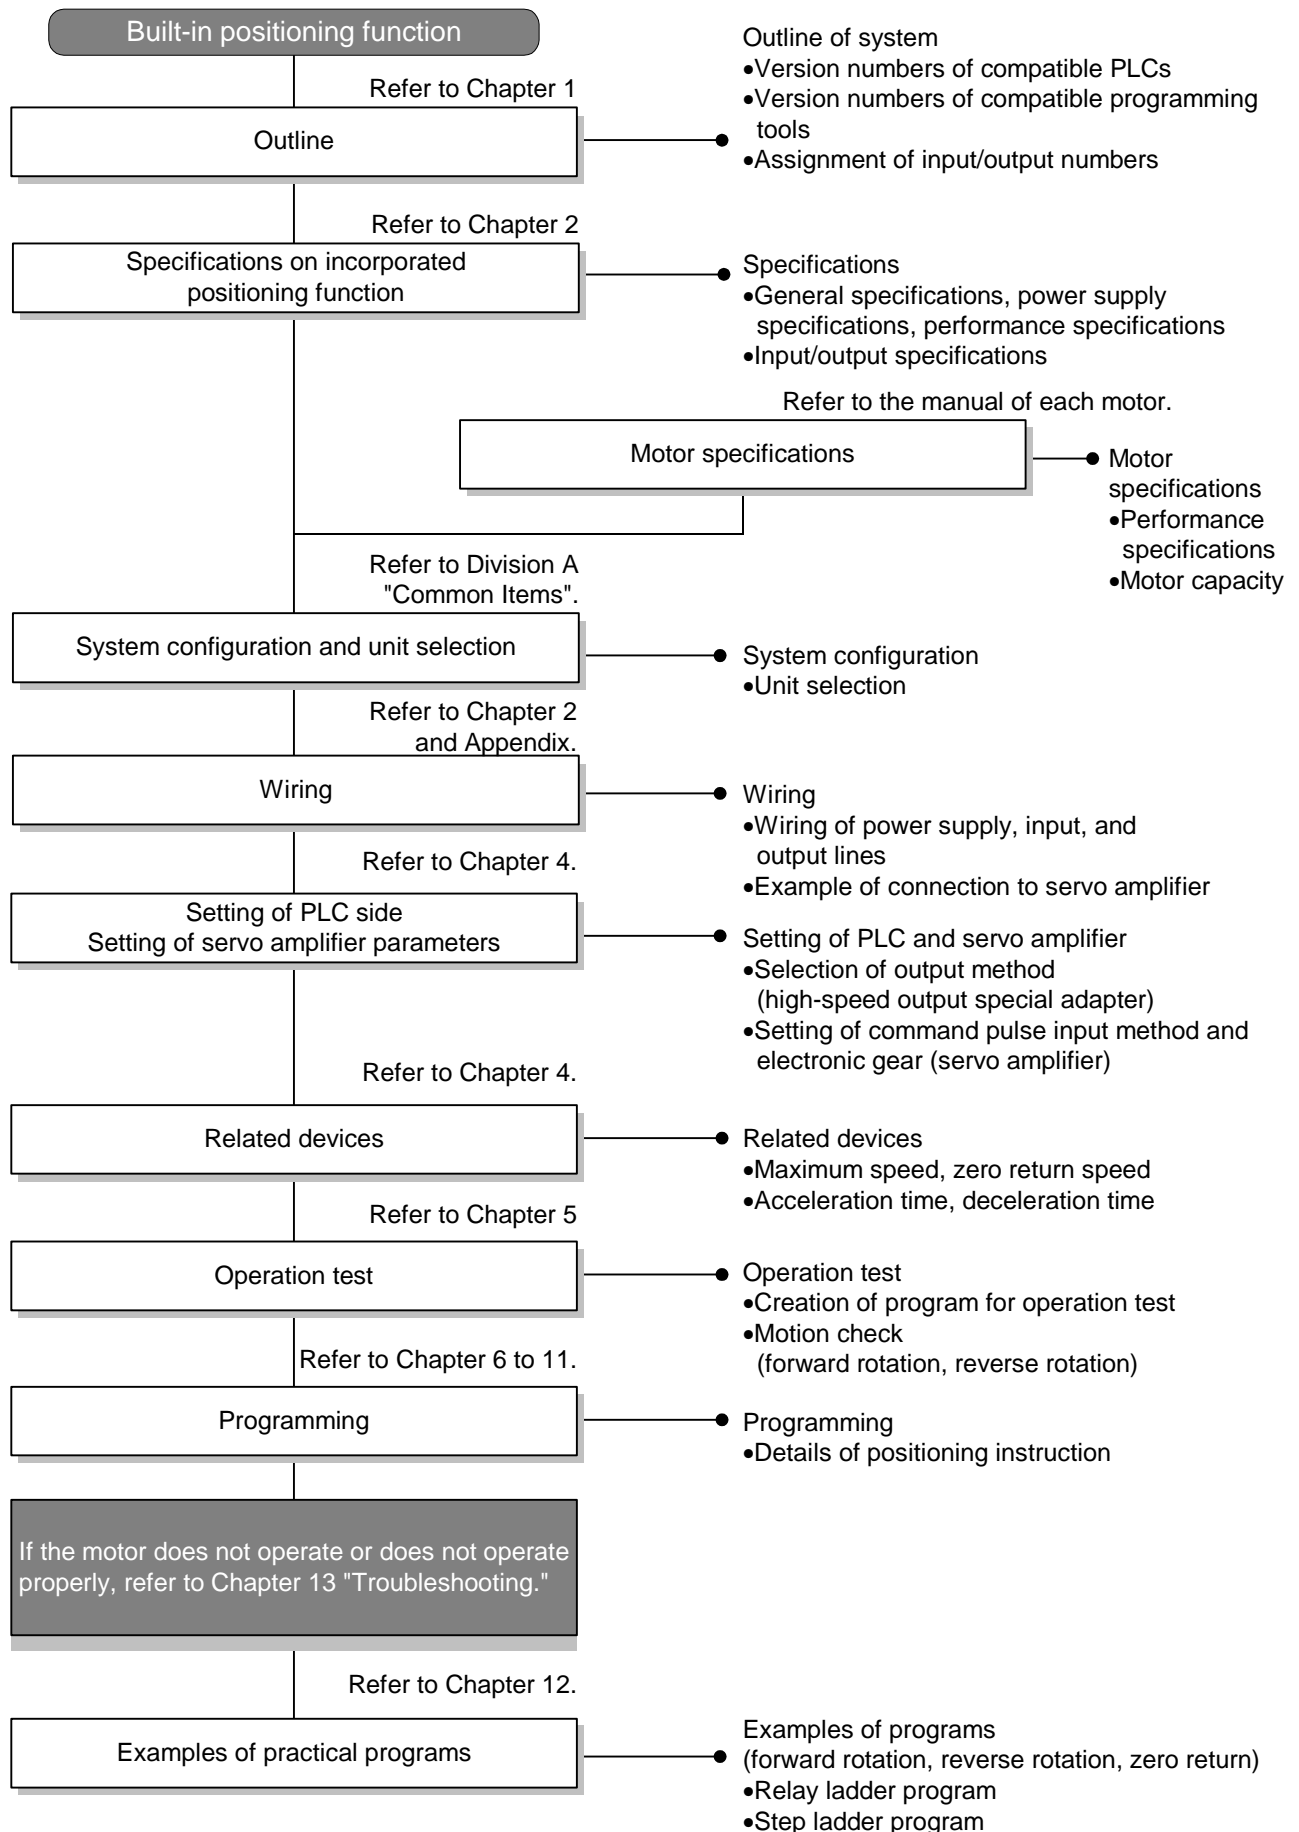 Built-in positioning function
Outline of system
•Version numbers of compatible PLCs
•Version numbers of compatible programming
tools
•Assignment of input/output numbers
Refer to Chapter 1
Outline
Refer to Chapter 2
Specifications on incorporated
positioning function
Specifications
•General specifications, power supply
specifications, performance specifications
•Input/output specifications
Refer to the manual of each motor.
Motor specifications
Motor
specifications
•Performance
specifications
•Motor capacity
Refer to Division A
"Common Items".
System configuration and unit selection
System configuration
•Unit selection
Refer to Chapter 2
and Appendix.
Wiring
Wiring
•Wiring of power supply, input, and
output lines
•Example of connection to servo amplifier
Refer to Chapter 4.
Setting of PLC side
Setting of servo amplifier parameters
Setting of PLC and servo amplifier
•Selection of output method
(high-speed output special adapter)
•Setting of command pulse input method and
electronic gear (servo amplifier)
Refer to Chapter 4.
Related devices
Related devices
•Maximum speed, zero return speed
•Acceleration time, deceleration time
Refer to Chapter 5
Operation test
Operation test
•Creation of program for operation test
•Motion check
(forward rotation, reverse rotation)
Refer to Chapter 6 to 11.
Programming
Programming
•Details of positioning instruction
If the motor does not operate or does not operate
properly, refer to Chapter 13 "Troubleshooting."
Refer to Chapter 12.
Examples of practical programs
Examples of programs
(forward rotation, reverse rotation, zero return)
•Relay ladder program
•Step ladder program